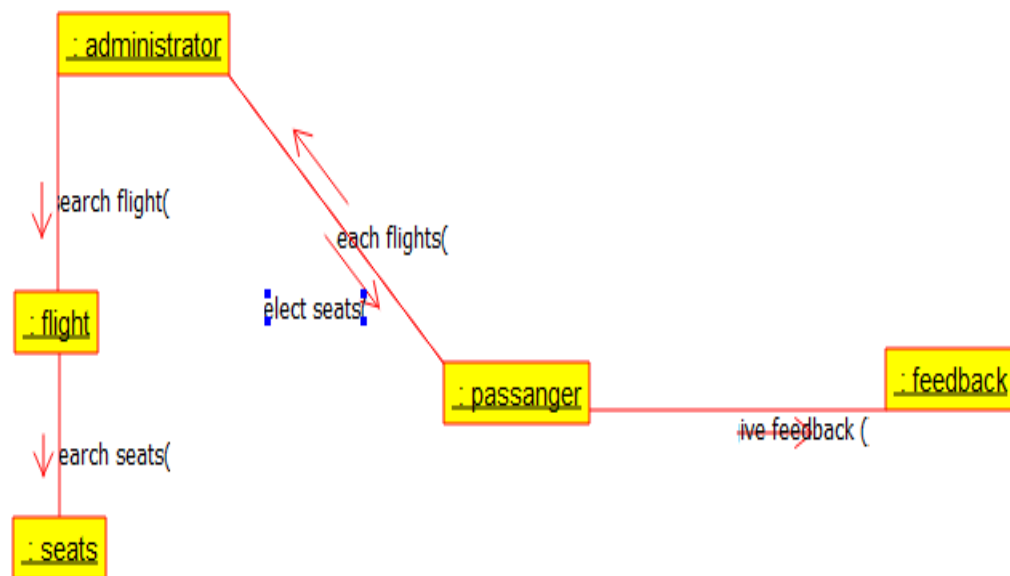 : administrator
earch flight(
each flights(
elect seats(
: flight
: passanger
: feedback
ive feedback (
earch seats(
: seats